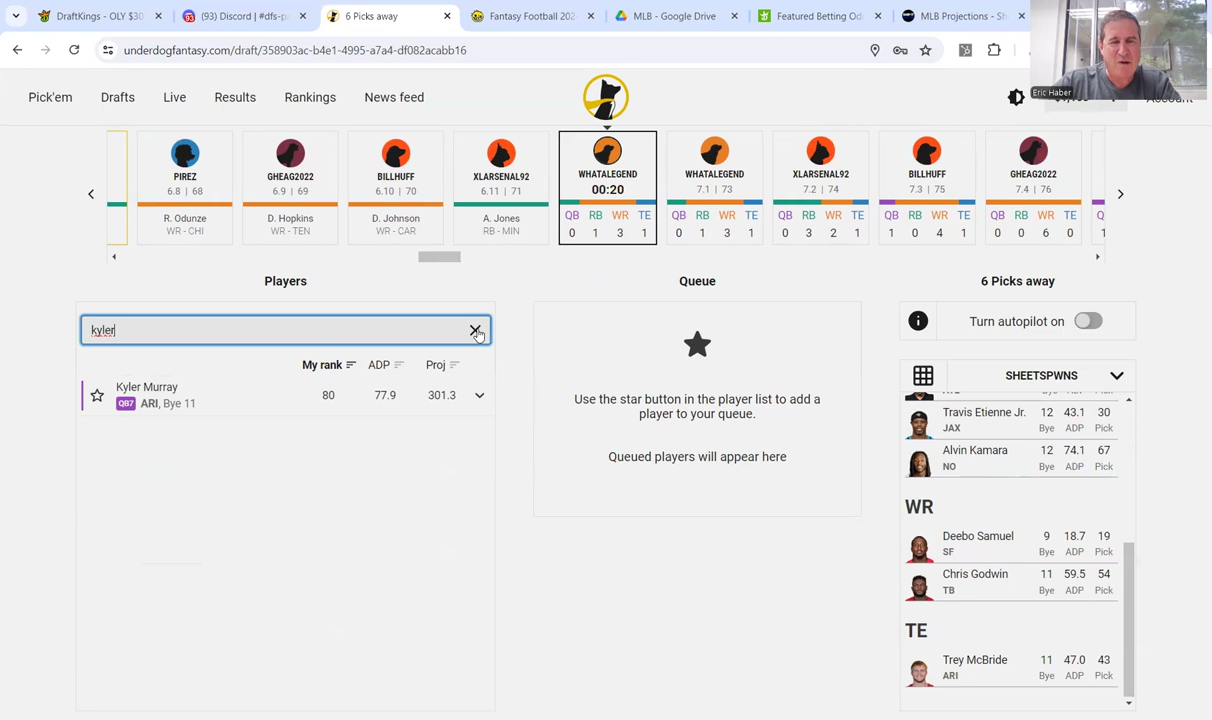 DraftKings - OLY $30
(93) Discord | #dfs-p
6 Picks away
Fantasy Football 202
MLB - Google Drive
Featured Betting Od
MLB Projections - Sh
underdogfantasy.com/draft/358903ac-b4e1-4995-a7a4-df082acabb16
Eric Haber
Pick'em
Drafts
Live
Results
Rankings
News feed
Account
PIREZ
6.8 | 68
R. Odunze
WR - CHI
GHEAG2022
6.9 | 69
D. Hopkins
WR - TEN
BILLHUFF
6.10 | 70
D. Johnson
WR - CAR
XLARSENAL92
6.11 | 71
A. Jones
RB - MIN
WHATALEGEND
00:20
QB RB WR TE
0 1 3 1
WHATALEGEND
7.1 | 73
QB RB WR TE
0 1 3 1
XLARSENAL92
7.2 | 74
QB RB WR TE
0 3 2 1
BILLHUFF
7.3 | 75
QB RB WR TE
1 0 4 1
GHEAG2022
7.4 | 76
QB RB WR TE
0 0 6 0
Players
Queue
6 Picks away
kyler
My rank ADP Proj
Kyler Murray
QB7 ARI, Bye 11
80 77.9 301.3
Use the star button in the player list to add a
player to your queue.
Queued players will appear here
Turn autopilot on
SHEETSPWNS
Travis Etienne Jr. 12 43.1 30
JAX Bye ADP Pick
Alvin Kamara 12 74.1 67
NO Bye ADP Pick
WR
Deebo Samuel 9 18.7 19
SF Bye ADP Pick
Chris Godwin 11 59.5 54
TB Bye ADP Pick
TE
Trey McBride 11 47.0 43
ARI Bye ADP Pick